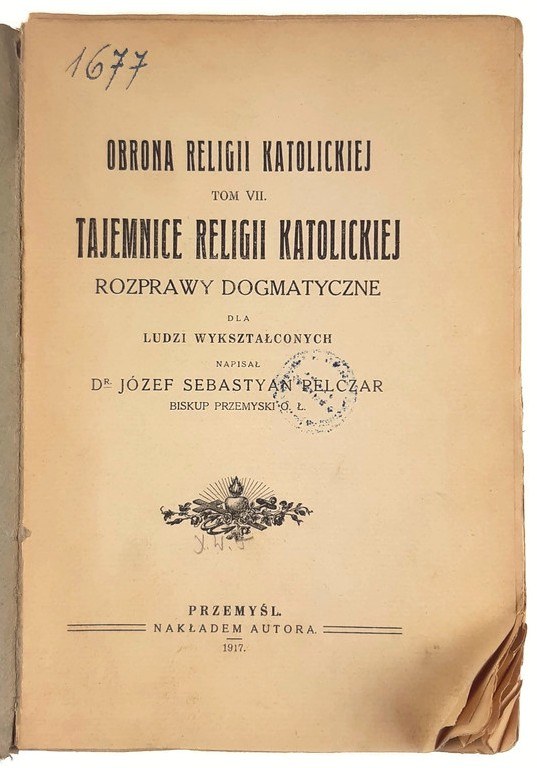 1677
OBRONA RELIGII KATOLICKIEJ
TOM VII.
TAJEMNICE RELIGII KATOLICKIEJ
ROZPRAWY DOGMATYCZNE
DLA
LUDZI WYKSZTAŁCONYCH
NAPISAŁ
DR. JÓZEF SEBASTYAN PELCZAR
BISKUP PRZEMYSKI O. Ł.
PRZEMYŚL.
NAKŁADEM AUTORA.
1917.